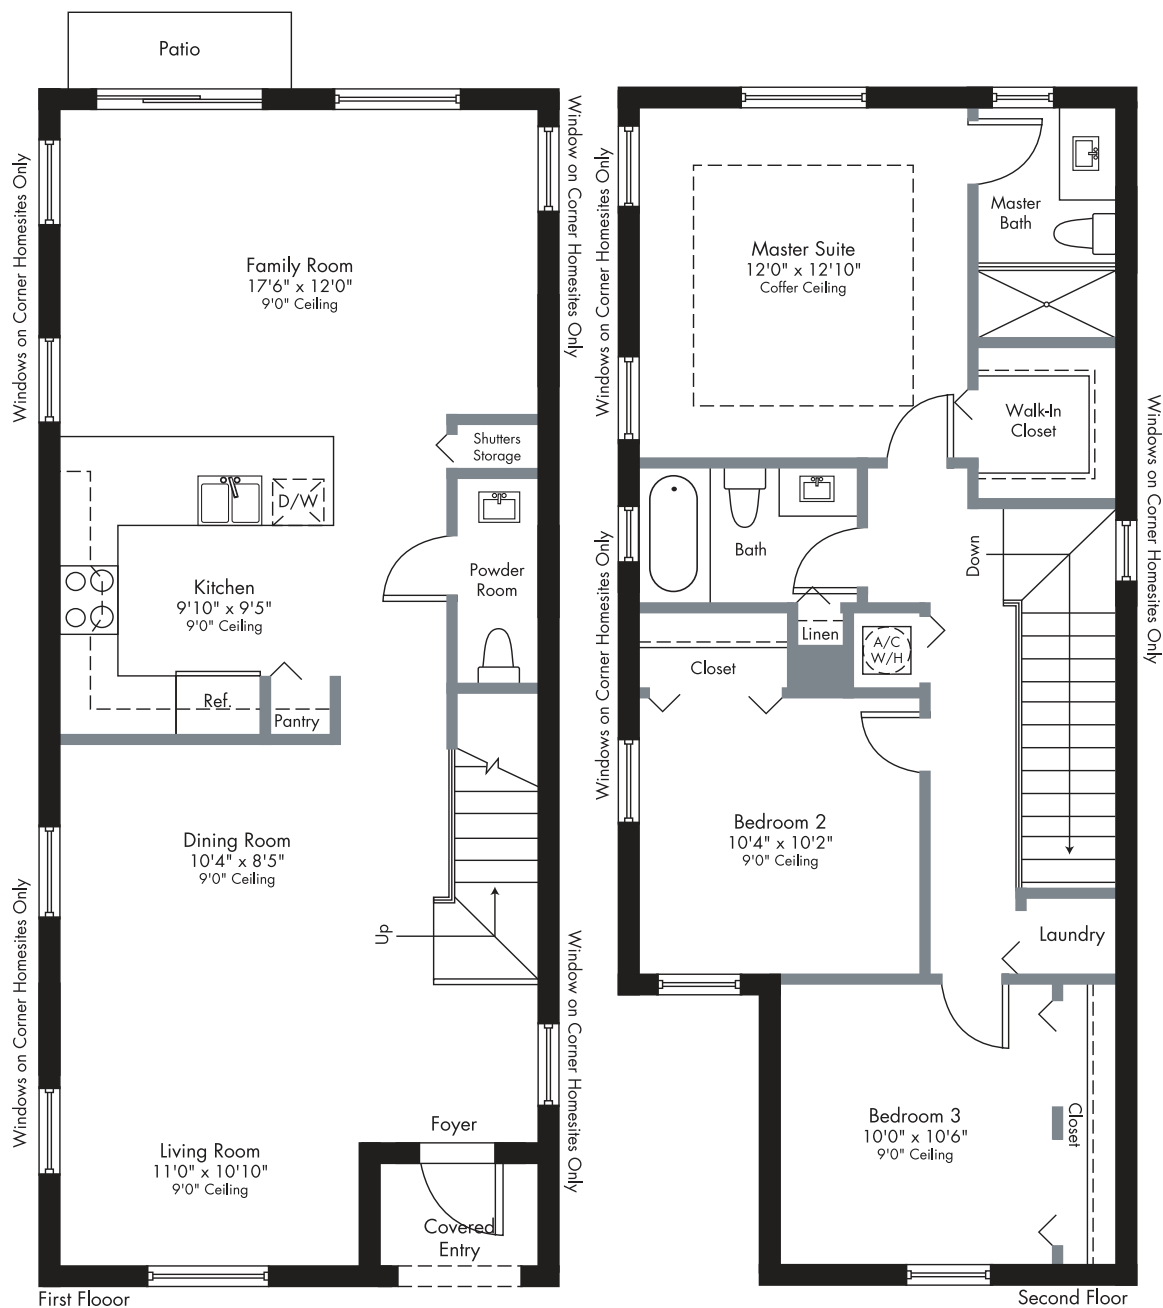 Patio
Windows on Corner Homesites Only
Window on Corner Homesites Only
Family Room
17'6" x 12'0"
9'0" Ceiling
Shutters
Storage
D/W
Kitchen
9'10" x 9'5"
9'0" Ceiling
Powder
Room
Ref.
Pantry
Dining Room
10'4" x 8'5"
9'0" Ceiling
Up
Windows on Corner Homesites Only
Window on Corner Homesites Only
Foyer
Living Room
11'0" x 10'10"
9'0" Ceiling
Covered
Entry
First Flooor
Windows on Corner Homesites Only
Master Suite
12'0" x 12'10"
Coffer Ceiling
Master
Bath
Walk-In
Closet
Windows on Corner Homesites Only
Windows on Corner Homesites Only
Bath
Down
Linen
A/C
W/H
Closet
Bedroom 2
10'4" x 10'2"
9'0" Ceiling
Laundry
Bedroom 3
10'0" x 10'6"
9'0" Ceiling
Closet
Second Floor